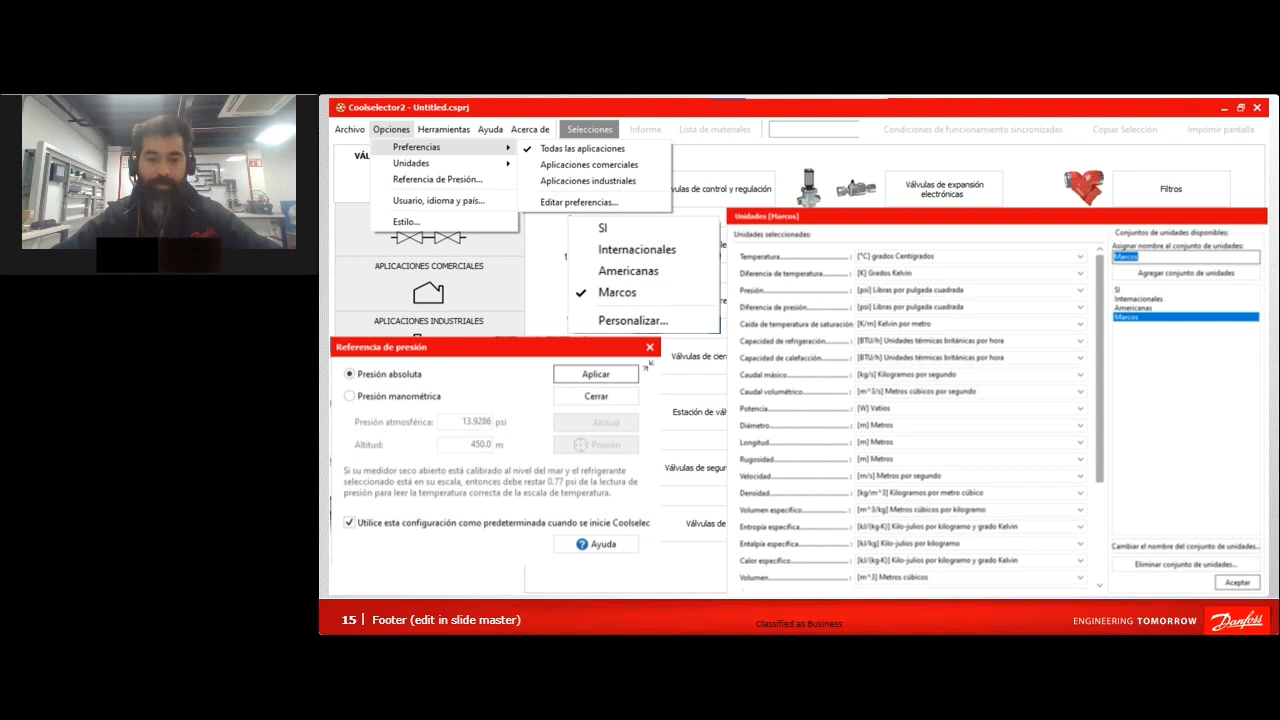 Coolselector2 - Untitled.csprj
Archivo Opciones Herramientas Ayuda Acerca de Selecciones Informe Lista de materiales Condiciones de funcionamiento sincronizadas Copiar Selección Imprimir pantalla
Preferencias
Unidades
Referencia de Presión...
Usuario, idioma y país...
Estilo...
Todas las aplicaciones
Aplicaciones comerciales
Aplicaciones industriales
Editar preferencias...
VÁL
vulas de control y regulación
Válvulas de expansión
electrónicas
Filtros
APLICACIONES COMERCIALES
APLICACIONES INDUSTRIALES
SI
Internacionales
Americanas
Marcos
Personalizar...
Válvulas de cier
Estación de vál
Válvulas de segur
Válvulas de
Referencia de presión
Presión absoluta
Aplicar
Presión manométrica
Cerrar
Presión atmosférica: 13.9286 psi
Altitud
Altitud: 450.0 m
Presión
Si su medidor seco abierto está calibrado al nivel del mar y el refrigerante
seleccionado está en su escala, entonces debe restar 0.77 psi de la lectura de
presión para leer la temperatura correcta de la escala de temperatura.
Utilice esta configuración como predeterminada cuando se inicie Coolselec
Ayuda
Unidades [Marcos]
Unidades seleccionadas:
Temperatura : [°C] grados Centígrados
Diferencia de temperatura : [K] Grados Kelvin
Presión : [psi] Libras por pulgada cuadrada
Diferencia de presión : [psi] Libras por pulgada cuadrada
Caída de temperatura de saturación [K/m] Kelvin por metro
Capacidad de refrigeración : [BTU/h] Unidades térmicas británicas por hora
Capacidad de calefacción : [BTU/h] Unidades térmicas británicas por hora
Caudal másico : [kg/s] Kilogramos por segundo
Caudal volumétrico : [m^3/s] Metros cúbicos por segundo
Potencia : [W] Vatios
Diámetro : [m] Metros
Longitud : [m] Metros
Rugosidad : [m] Metros
Velocidad : [m/s] Metros por segundo
Densidad : [kg/m^3] Kilogramos por metro cúbico
Volumen específico : [m^3/kg] Metros cúbicos por kilogramo
Entropía específica : [kJ/(kg·K)] Kilo-julios por kilogramo y grado Kelvin
Entalpía específica : [kJ/kg] Kilo-julios por kilogramo
Calor específico : [kJ/(kg·K)] Kilo-julios por kilogramo y grado Kelvin
Volumen : [m^3] Metros cúbicos
Conjuntos de unidades disponibles:
Asignar nombre al conjunto de unidades:
Marcos
Agregar conjunto de unidades
SI
Internacionales
Americanas
Marcos
Cambiar el nombre del conjunto de unidades...
Eliminar conjunto de unidades...
Aceptar
15 | Footer (edit in slide master)
Classified as Business
ENGINEERING TOMORROW
Danfoss